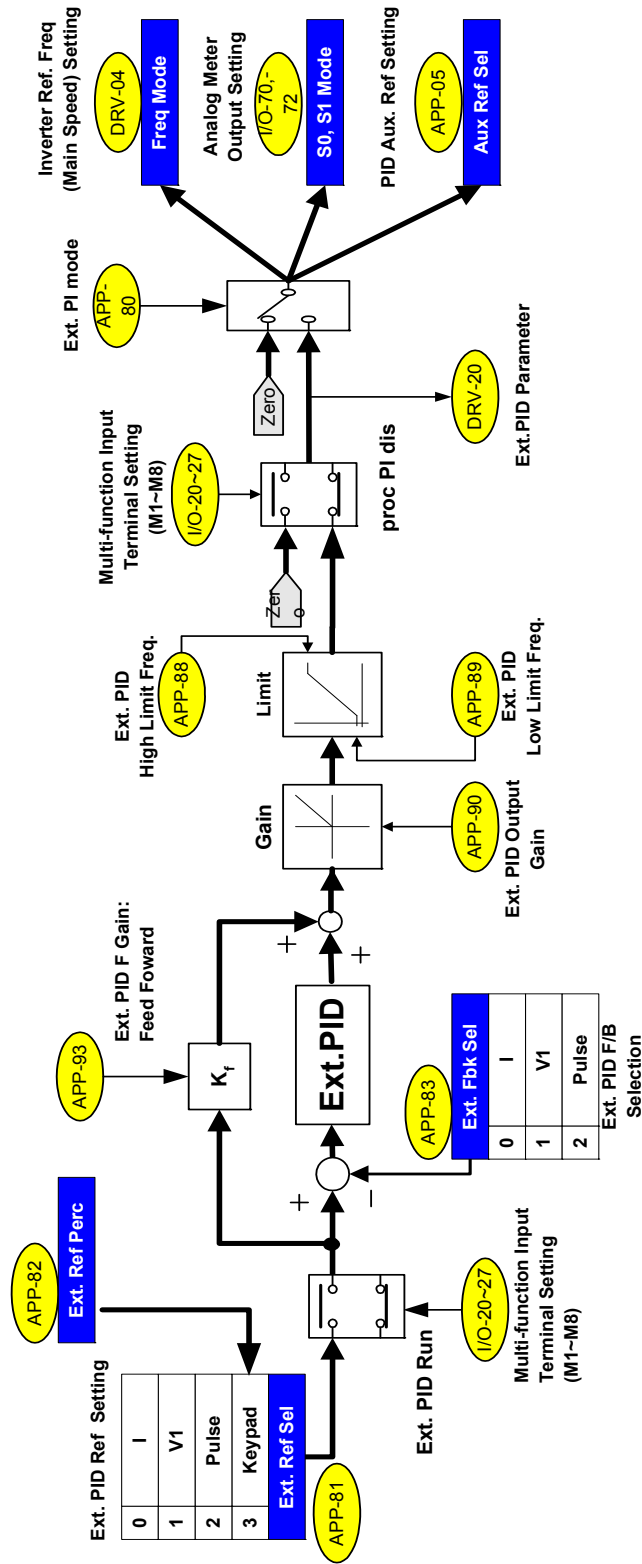 APP-82
Ext. Ref Perc
Ext. PID Ref Setting
0 I
1 V1
2 Pulse
3 Keypad
Ext. Ref Sel
APP-81
Ext. PID Run
I/O-20~27
Multi-function Input
Terminal Setting
(M1~M8)
APP-93
Ext. PID F Gain:
Feed Foward
Kf
+
−
Ext.PID
+
+
APP-83
Ext. Fbk Sel
0 I
1 V1
2 Pulse
Ext. PID F/B
Selection
Gain
APP-90
Ext. PID Output
Gain
Ext. PID
High Limit Freq.
APP-88
Limit
APP-89
Ext. PID
Low Limit Freq.
Multi-function Input
Terminal Setting
(M1~M8)
I/O-20~27
Zer
o
proc PI dis
Ext. PI mode
APP-
80
Zero
DRV-20
Ext.PID Parameter
Inverter Ref. Freq
(Main Speed) Setting
DRV-04
Freq Mode
Analog Meter
Output Setting
I/O-70,-
72
S0, S1 Mode
PID Aux. Ref Setting
APP-05
Aux Ref Sel